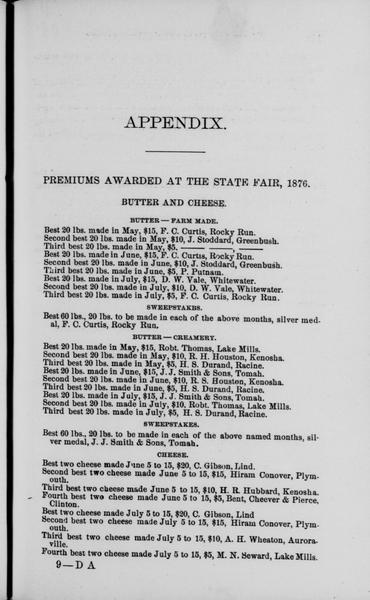 APPENDIX.
PREMIUMS AWARDED AT THE STATE FAIR, 1876.
BUTTER AND CHEESE.
BUTTER — FARM MADE.
Best 20 lbs. made in May, $15, F. C. Curtis, Rocky Run.
Second best 20 lbs. made in May, $10, J. Stoddard, Greenbush.
Third best 20 lbs. made in May, $5. —— ——, ——.
Best 20 lbs. made in June, $15, F. C. Curtis, Rocky Run.
Second best 20 lbs. made in June, $10, J. Stoddard, Greenbush.
Third best 20 lbs. made in June, $5, P. Putnam.
Best 20 lbs. made in July, $15, D. W. Vale, Whitewater.
Second best 20 lbs. made in July, $10, D. W. Vale, Whitewater.
Third best 20 lbs. made in July, $5, F. C. Curtis, Rocky Run.
SWEEPSTAKES.
Best 60 lbs., 20 lbs. to be made in each of the above months, silver med-
al, F. C. Curtis, Rocky Run.
BUTTER — CREAMERY.
Best 20 lbs. made in May, $15, Robt. Thomas, Lake Mills.
Second best 20 lbs. made in May, $10, R. H. Houston, Kenosha.
Third best 20 lbs. made in May, $5, H. S. Durand, Racine.
Best 20 lbs. made in June, $15, J. J. Smith & Sons, Tomah.
Second best 20 lbs. made in June, $10, R. S. Houston, Kenosha.
Third best 20 lbs. made in June, $5, H. S. Durand, Racine.
Best 20 lbs. made in July, $15, J. J. Smith & Sons, Tomah.
Second best 20 lbs. made in July, $10, Robt. Thomas, Lake Mills.
Third best 20 lbs. made in July, $5, H. S. Durand, Racine.
SWEEPSTAKES.
Best 60 lbs., 20 lbs. to be made in each of the above named months, sil-
ver medal, J. J. Smith & Sons, Tomah.
CHEESE.
Best two cheese made June 5 to 15, $20, C. Gibson, Lind.
Second best two cheese made June 5 to 15, $15, Hiram Conover, Plym-
outh.
Third best two cheese made June 5 to 15, $10, H. R. Hubbard, Kenosha.
Fourth best two cheese made June 5 to 15, $5, Bent, Cheever & Pierce,
Clinton.
Best two cheese made July 5 to 15, $20, C. Gibson, Lind
Second best two cheese made July 5 to 15, $15, Hiram Conover, Plym-
outh.
Third best two cheese made July 5 to 15, $10, A. H. Wheaton, Aurora-
ville.
Fourth best two cheese made July 5 to 15, $5, M. N. Seward, Lake Mills.
9—D A